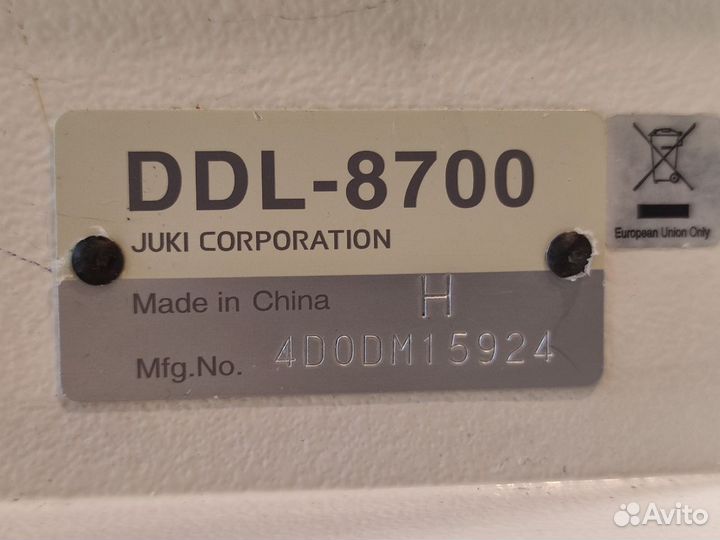 DDL-8700
JUKI CORPORATION
Made in China H
Mfg.No. 4D0DM15924
European Union Only
Avito